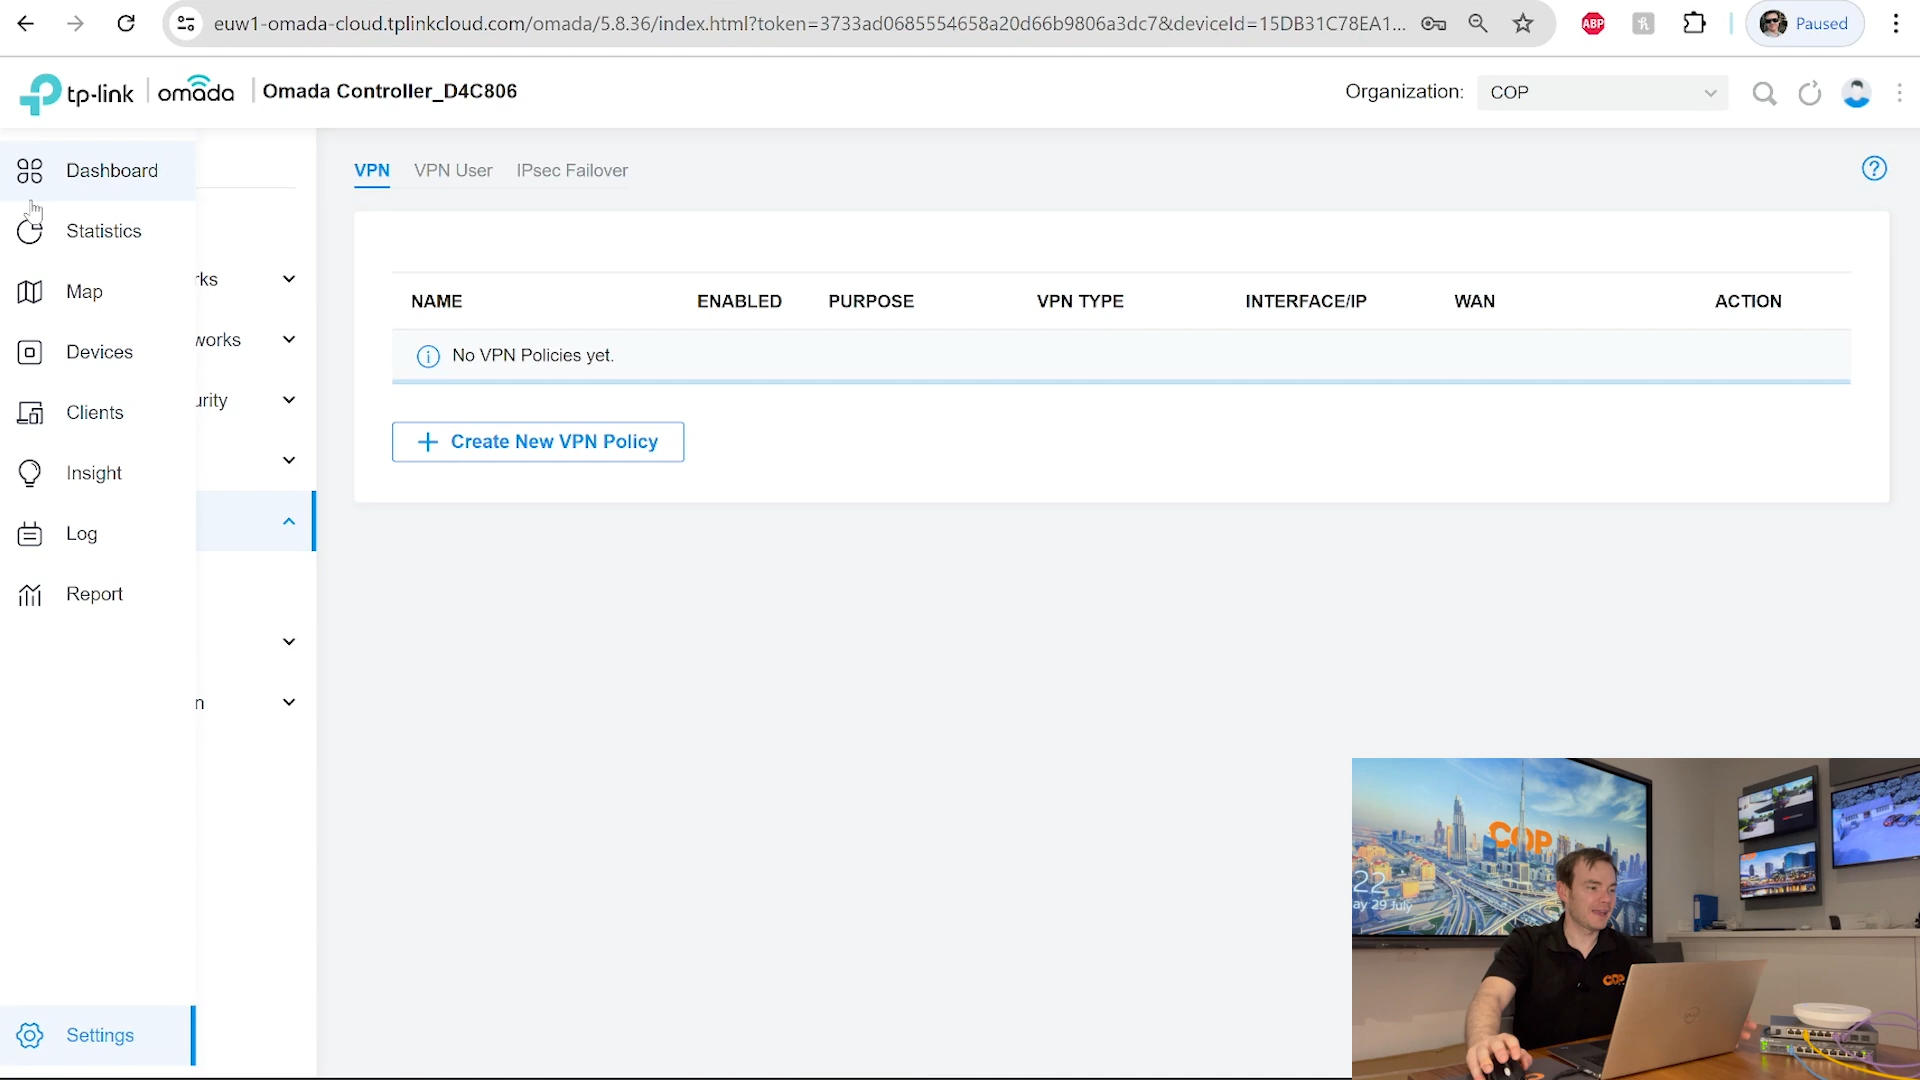 euw1-omada-cloud.tplinkcloud.com/omada/5.8.36/index.html?token=3733ad0685554658a20d66b9806a3dc7&deviceId=15DB31C78EA1...
ABP
Paused
tp-link
omada
Omada Controller_D4C806
Organization:
COP
Dashboard
Statistics
Map
Devices
Clients
Insight
Log
Report
Settings
rks
works
urity
n
VPN
VPN User
IPsec Failover
?
NAME
ENABLED
PURPOSE
VPN TYPE
INTERFACE/IP
WAN
ACTION
No VPN Policies yet.
+ Create New VPN Policy
COP
22
ay 29 July
COP